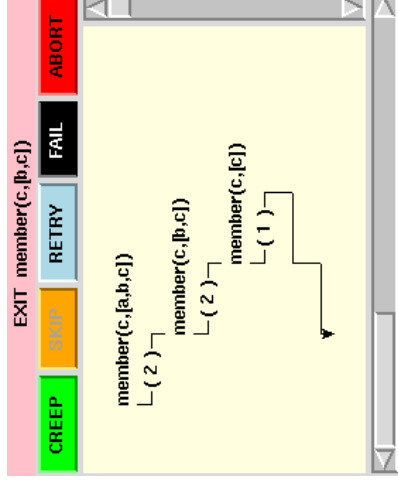 EXIT member(c,[b,c])
CREEP SKIP RETRY FAIL ABORT
member(c,[a,b,c])
(2)
member(c,[b,c])
(2)
member(c,[c])
(1)